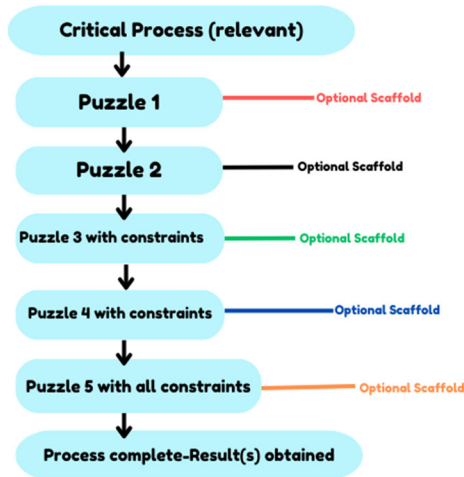 Critical Process (relevant)
Puzzle 1
Optional Scaffold
Puzzle 2
Optional Scaffold
Puzzle 3 with constraints
Optional Scaffold
Puzzle 4 with constraints
Optional Scaffold
Puzzle 5 with all constraints
Optional Scaffold
Process complete-Result(s) obtained